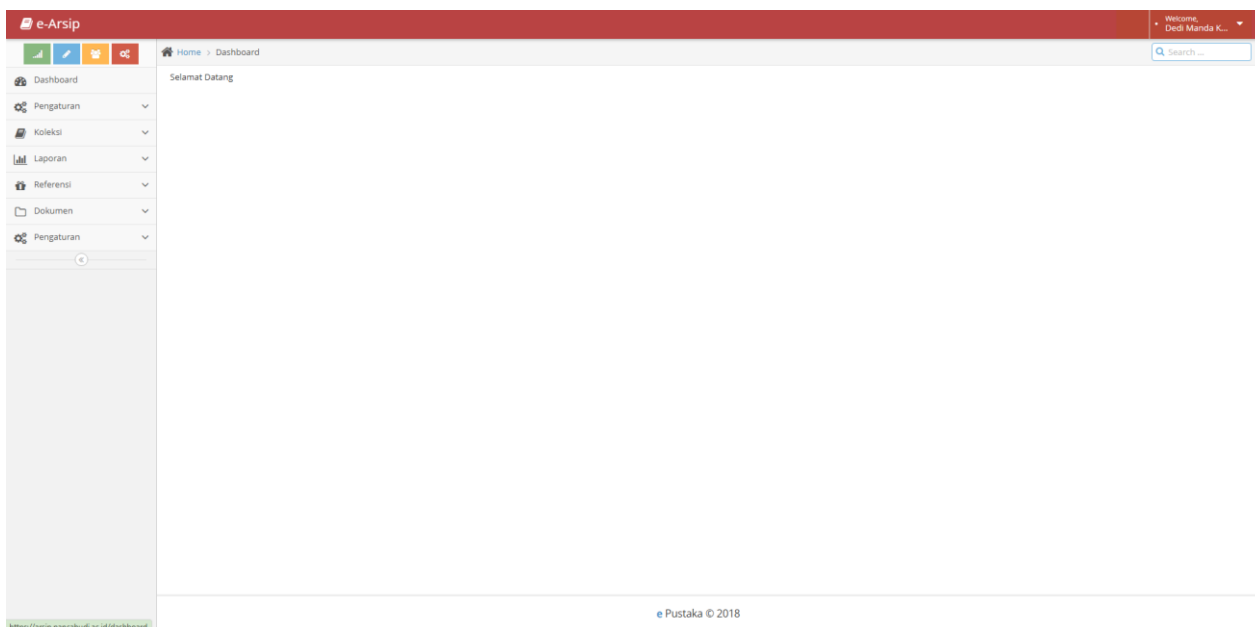 e-Arsip
Welcome,
Dedi Manda K...
Home > Dashboard
Search ...
Dashboard
Selamat Datang
Pengaturan
Koleksi
Laporan
Referensi
Dokumen
Pengaturan
e Pustaka © 2018